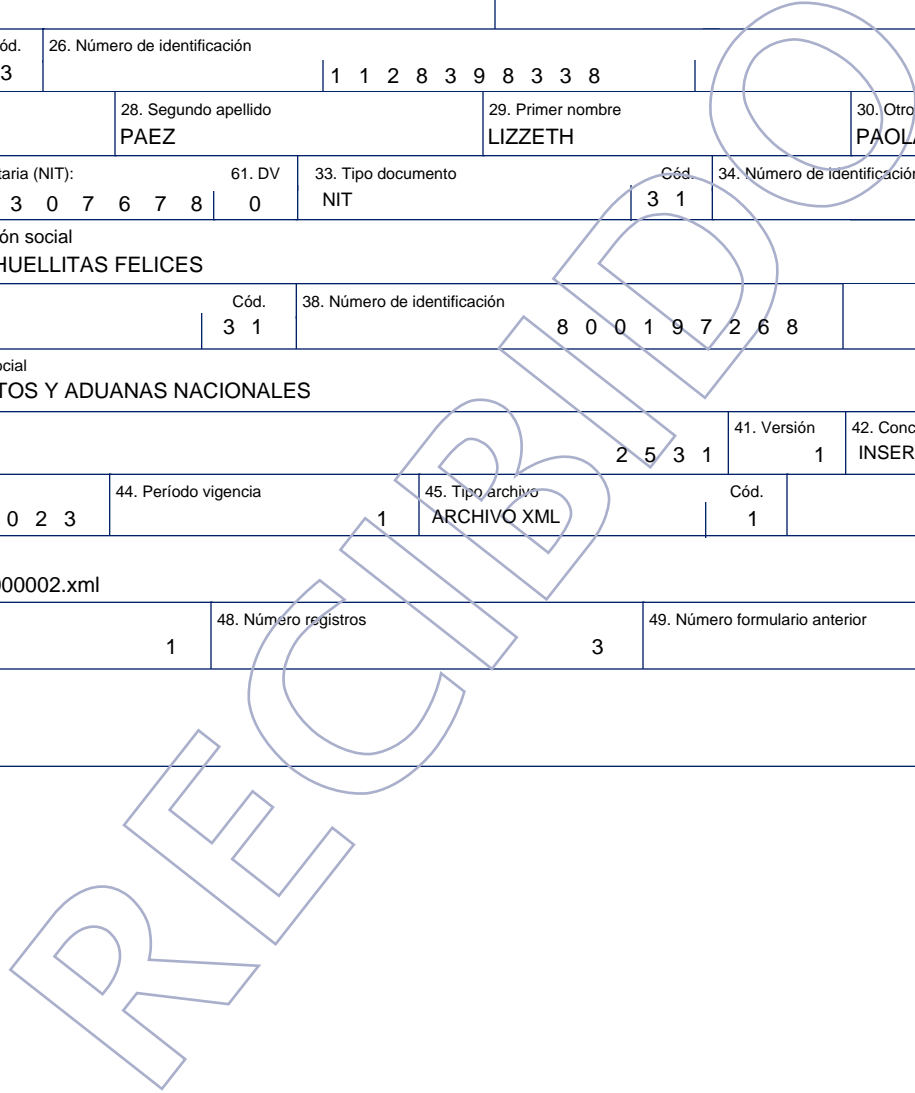 ód. 26. Número de identificación
3 1 1 2 8 3 9 8 3 3 8
28. Segundo apellido 29. Primer nombre 30. Otro
PAEZ LIZZETH PAOLA
taria (NIT): 61. DV 33. Tipo documento Cód. 34. Número de identificación
3 0 7 6 7 8 0 NIT 3 1
ón social
HUELLITAS FELICES
Cód. 38. Número de identificación
3 1 8 0 0 1 9 7 2 6 8
ocial
TOS Y ADUANAS NACIONALES
41. Versión 42. Conc
2 5 3 1 1 INSER
44. Período vigencia 45. Tipo archivo Cód.
0 2 3 1 ARCHIVO XML 1
000002.xml
48. Número registros 49. Número formulario anterior
1 3
RECIBIDO